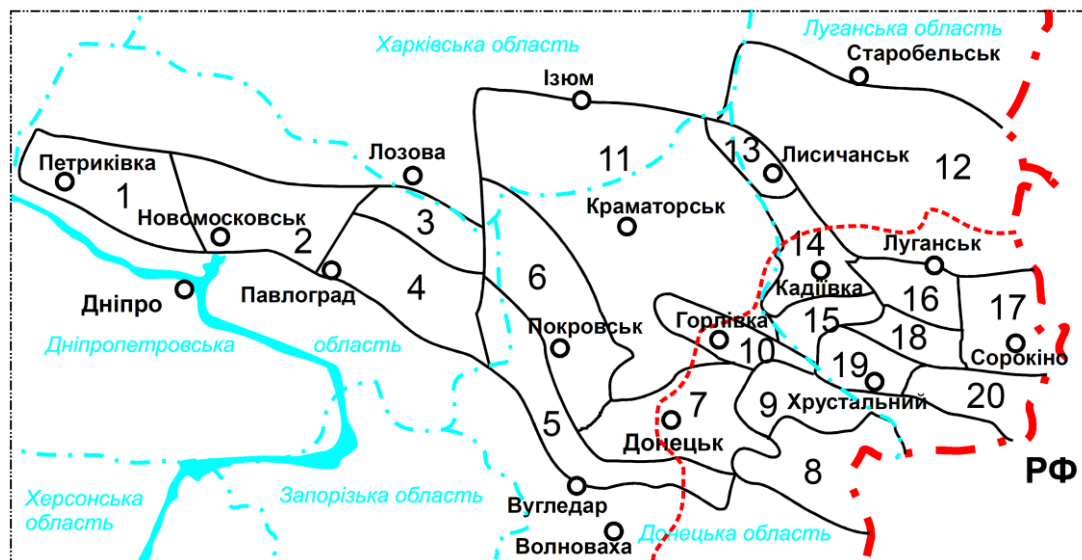 Харківська область
Луганська область
Старобельськ
Ізюм
13
11
Лисичанськ
12
Лозова
Петриківка
1
Новомосковськ
2
3
Краматорськ
14
Луганськ
Кадіївка
4
6
Павлоград
Дніпро
16
17
15
Горлівка
Покровськ
10
18
Сорокіно
Дніпропетровська область
19
Хрустальний
20
5
7
9
Донецьк
8
РФ
Херсонська
область
Запорізька область
Вугледар
Донецька область
Волноваха